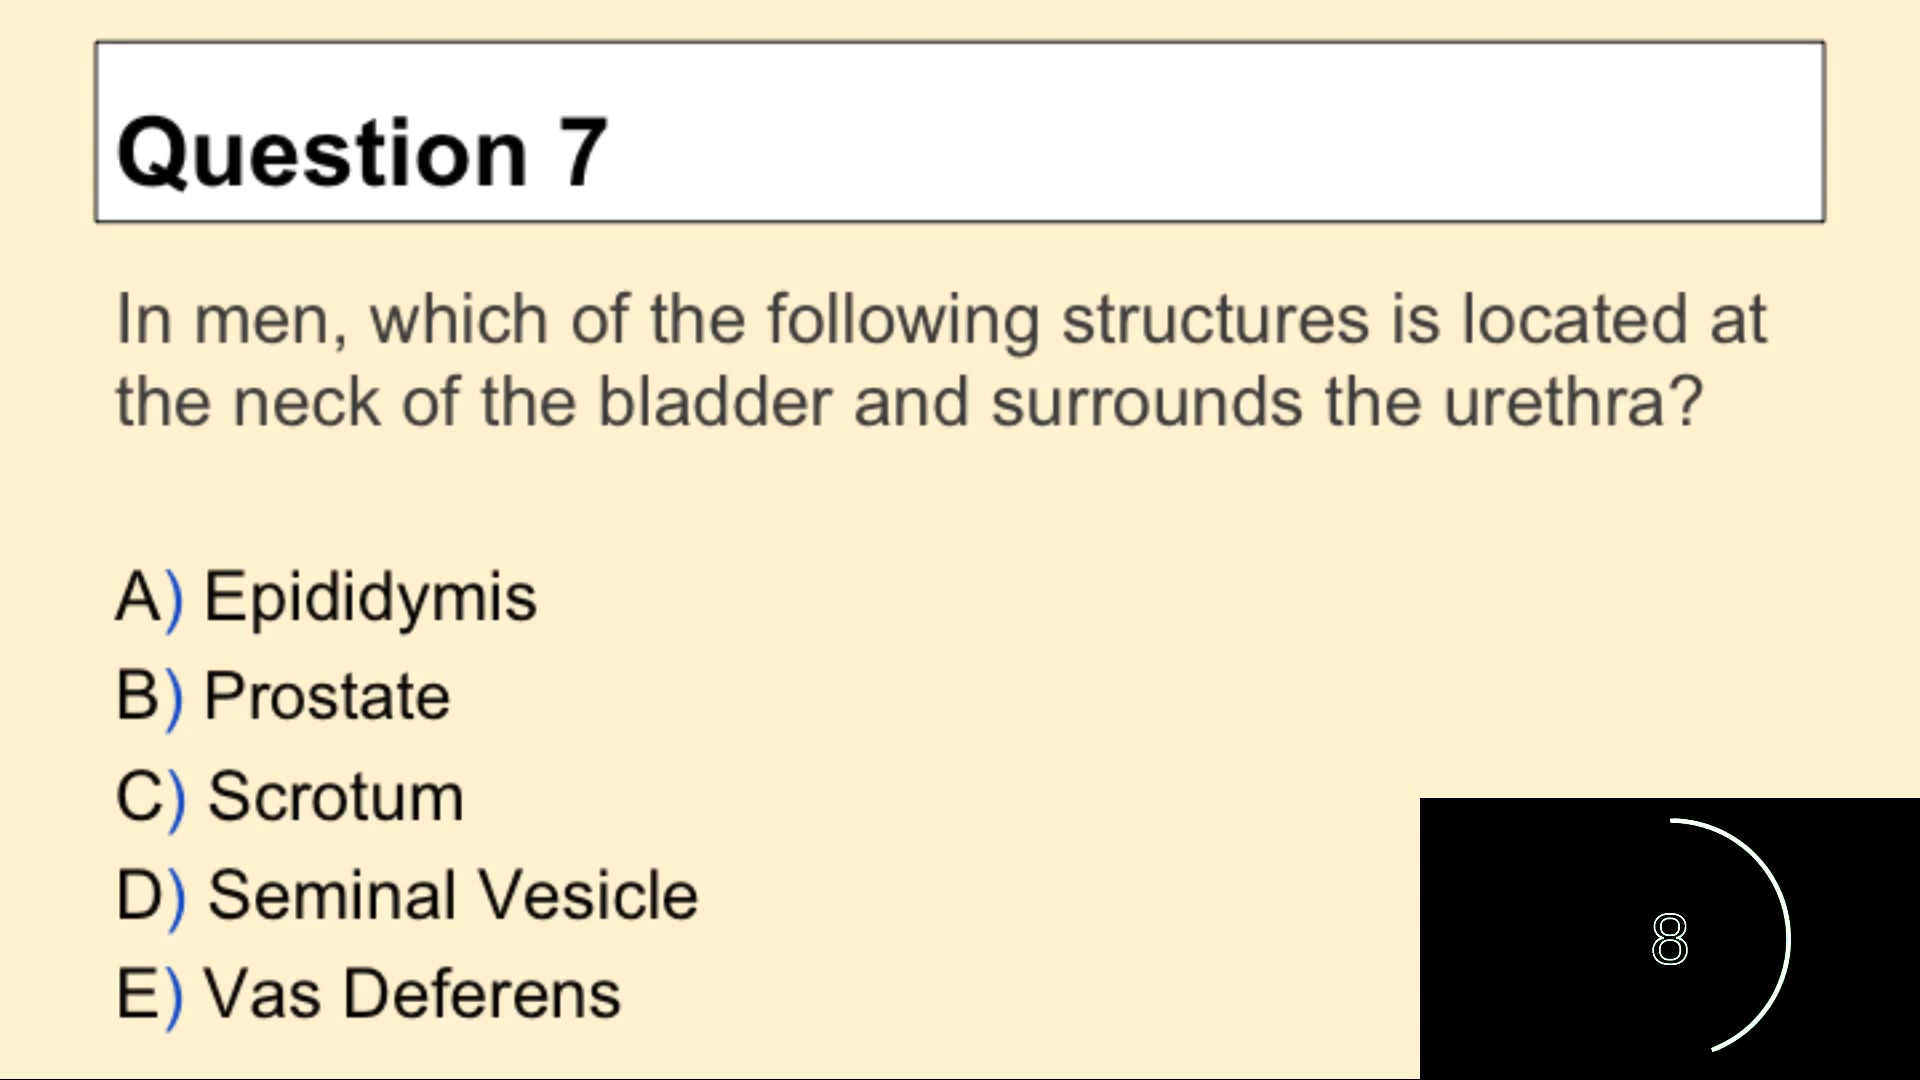 Question 7
In men, which of the following structures is located at
the neck of the bladder and surrounds the urethra?
A) Epididymis
B) Prostate
C) Scrotum
D) Seminal Vesicle
E) Vas Deferens
8